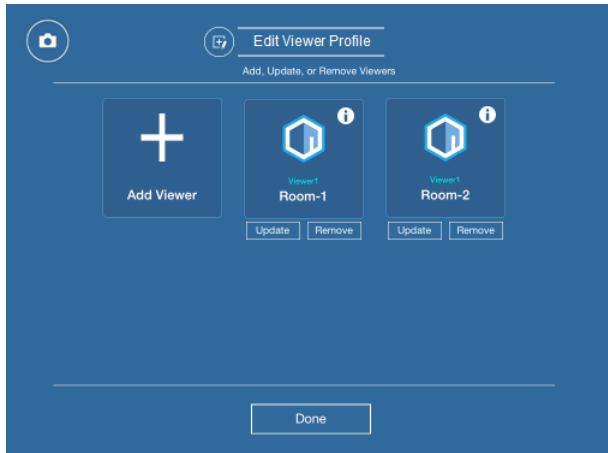 Edit Viewer Profile
Add, Update, or Remove Viewers
Add Viewer
Viewer1
Room-1
Update Remove
Viewer1
Room-2
Update Remove
Done